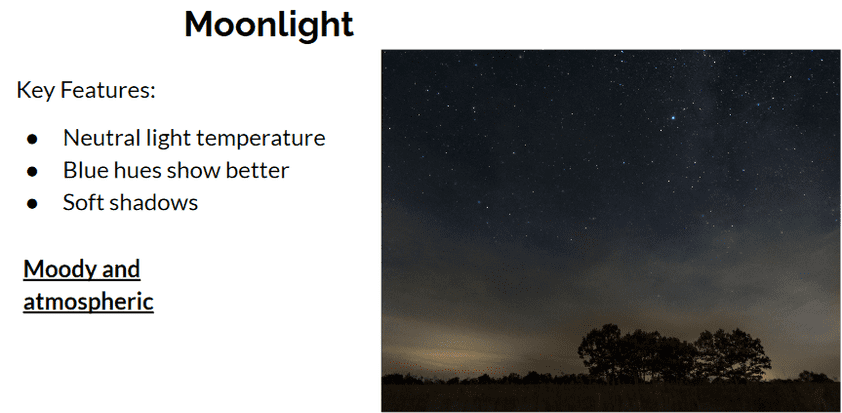 Moonlight
Key Features:
● Neutral light temperature
● Blue hues show better
● Soft shadows
Moody and
atmospheric